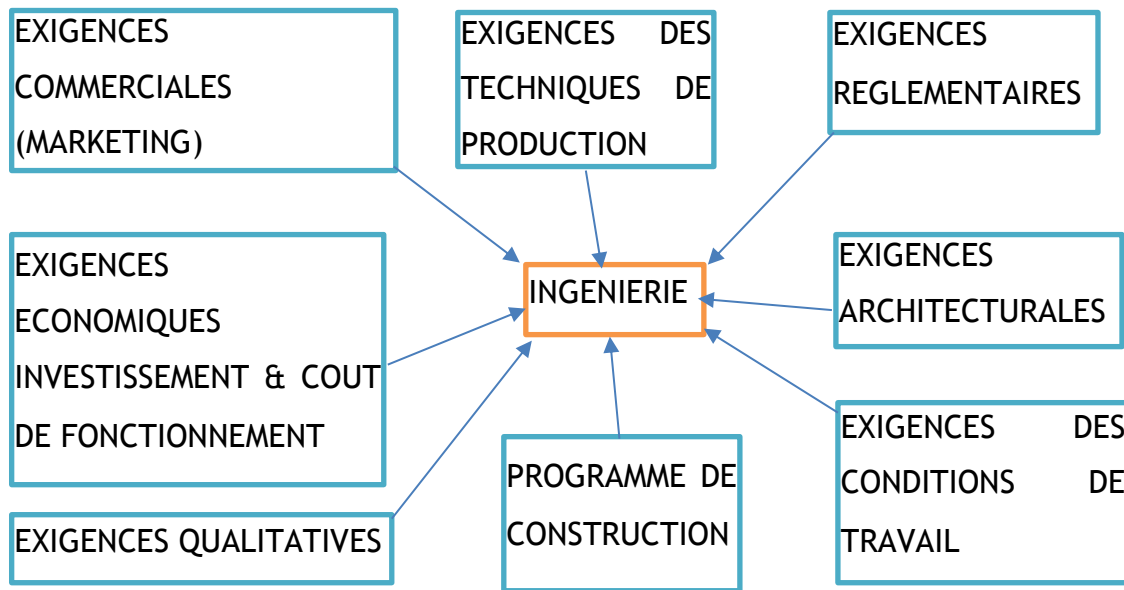 EXIGENCES
COMMERCIALES
(MARKETING)
EXIGENCES DES
TECHNIQUES DE
PRODUCTION
EXIGENCES
REGLEMENTAIRES
EXIGENCES
ECONOMIQUES
INVESTISSEMENT & COUT
DE FONCTIONNEMENT
INGENIERIE
EXIGENCES
ARCHITECTURALES
EXIGENCES QUALITATIVES
PROGRAMME DE
CONSTRUCTION
EXIGENCES DES
CONDITIONS DE
TRAVAIL